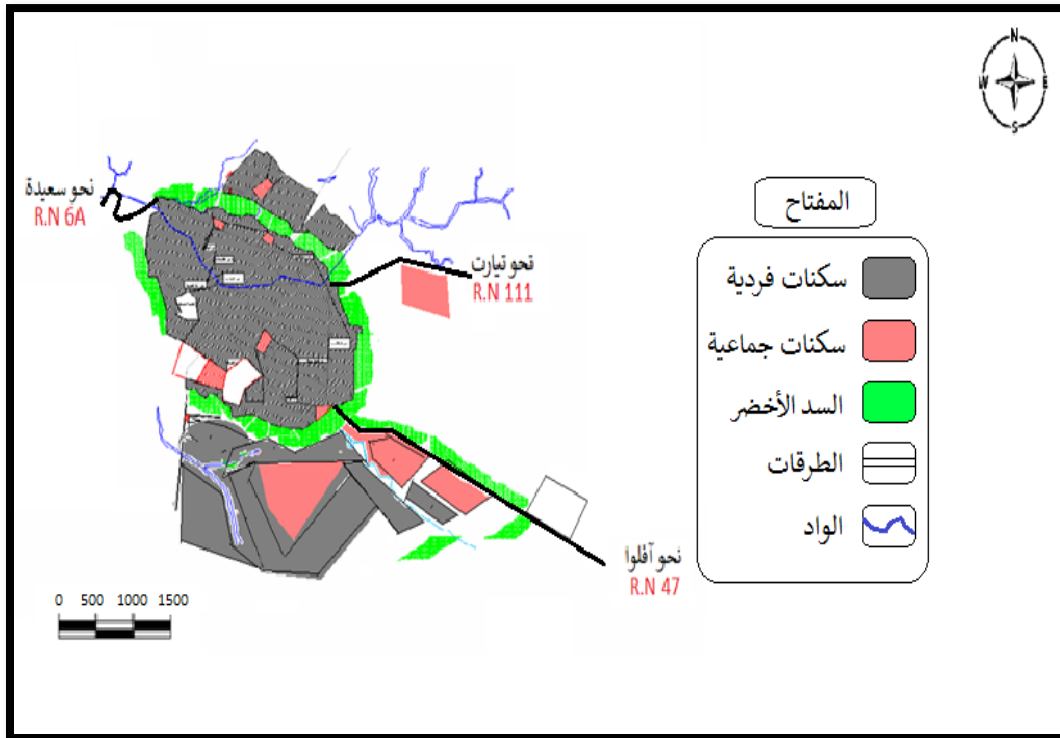 N
W E
S
نحو سعيدة
R.N 6A
نحو تيارت
R.N 111
نحو آفلوا
R.N 47
المفتاح
سكنات فردية
سكنات جماعية
السد الأخضر
الطرقات
الواد
0 500 1000 1500